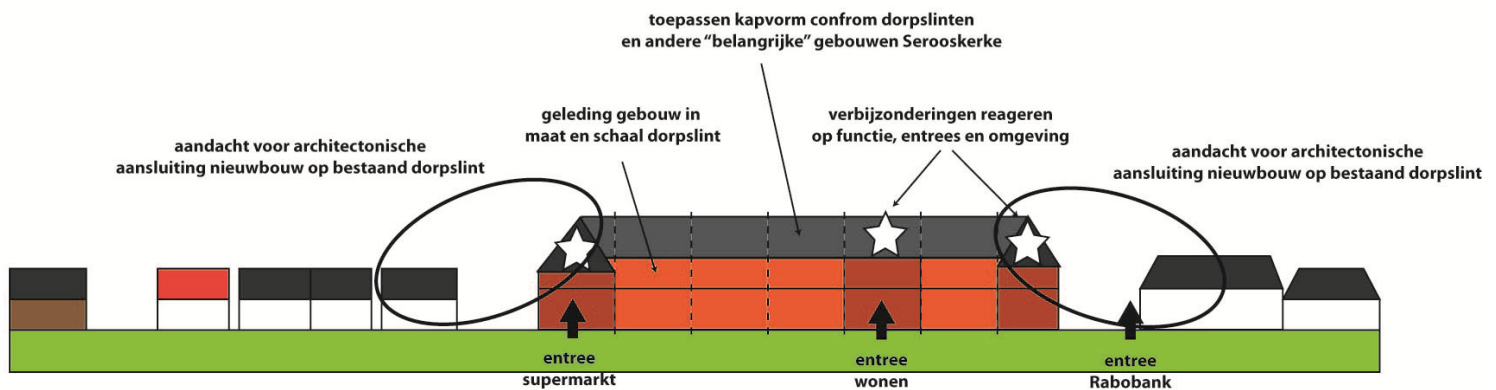 toepassen kapvorm confrom dorpslinten
en andere “belangrijke” gebouwen Serooskerke
geleding gebouw in
maat en schaal dorpslint
verbijzonderingen reageren
op functie, entrees en omgeving
aandacht voor architectonische
aansluiting nieuwbouw op bestaand dorpslint
aandacht voor architectonische
aansluiting nieuwbouw op bestaand dorpslint
entree
supermarkt
entree
wonen
entree
Rabobank